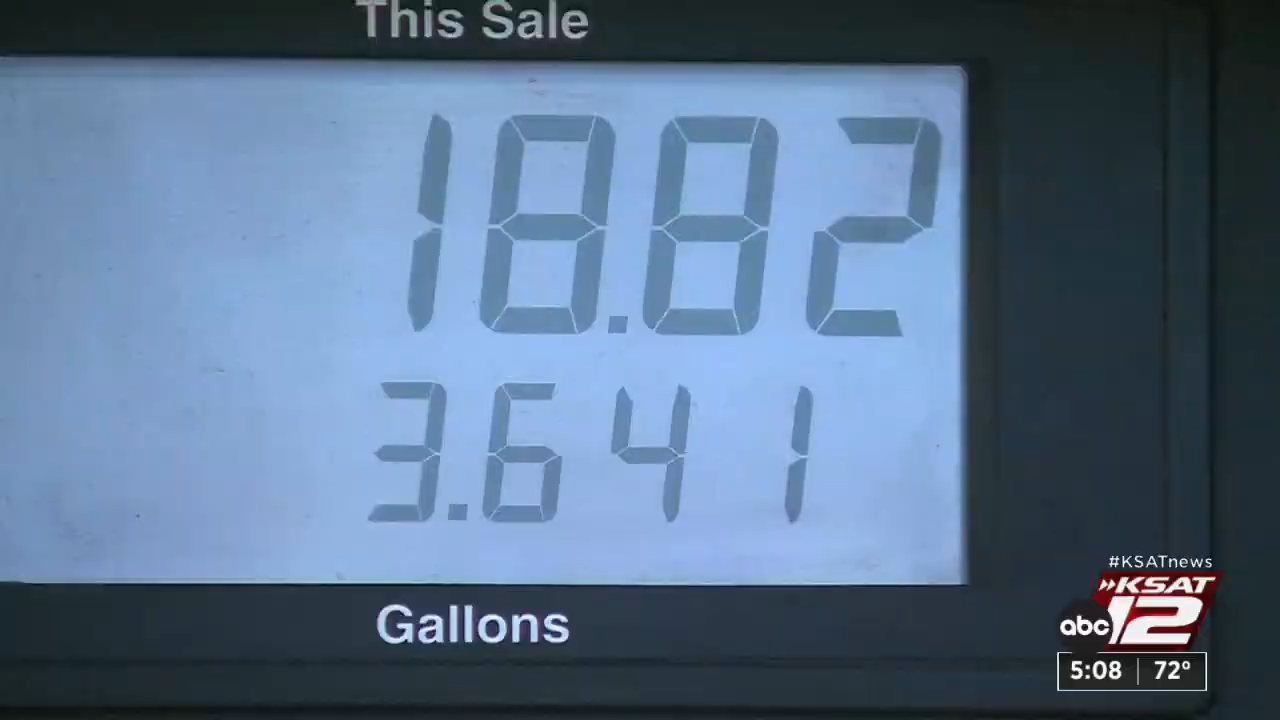 This Sale
18.82
3.641
Gallons
#KSATnews
KSAT
abc 12
5:08 72°